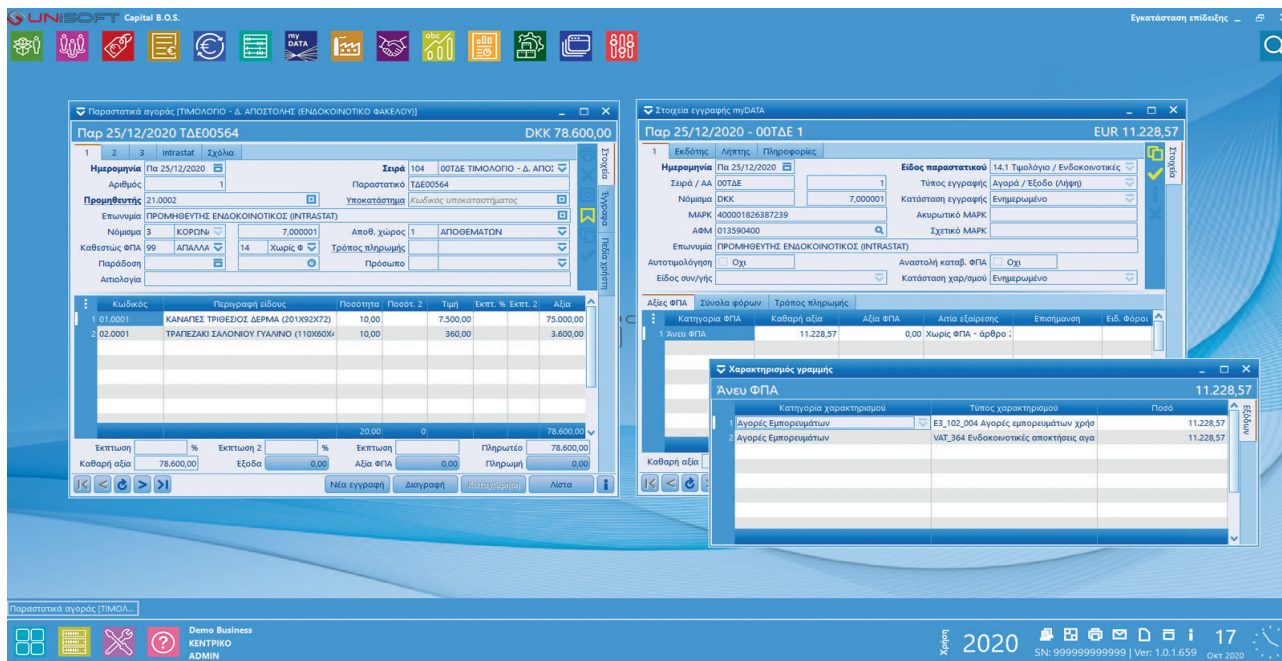 UNISOFT Capital B.O.S.
Εγκατάσταση επίδειξης
my DATA
abc
Παραστατικά αγοράς [ΤΙΜΟΛΟΓΙΟ - Δ. ΑΠΟΣΤΟΛΗΣ (ΕΝΔΟΚΟΙΝΟΤΙΚΟ ΦΑΚΕΛΟΥ)]
Παρ 25/12/2020 ΤΔΕ00564 DKK 78.600,00
1 2 3 Intrastat Σχόλια
Στοιχεία
Έγγραφα
Πεδία χρήστη
Ημερομηνία Πα 25/12/2020 Σειρά 104 00ΤΔΕ ΤΙΜΟΛΟΓΙΟ - Δ. ΑΠΟΣ
Αριθμός 1 Παραστατικό ΤΔΕ00564
Προμηθευτής 21.0002 Υποκατάστημα Κωδικός υποκαταστήματος
Επωνυμία ΠΡΟΜΗΘΕΥΤΗΣ ΕΝΔΟΚΟΙΝΟΤΙΚΟΣ (INTRASTAT)
Νόμισμα 3 ΚΟΡΩΝ 7,000001 Αποθ. χώρος 1 ΑΠΟΘΕΜΑΤΩΝ
Καθεστώς ΦΠΑ 99 ΑΠΑΛΛΑ 14 Χωρίς Φ Τρόπος πληρωμής
Παράδοση Πρόσωπο
Αιτιολογία
Κωδικός Περιγραφή είδους Ποσότητα Ποσότ. 2 Τιμή Εκπτ. % Έκπτ. 2 Αξία
1 01.0001 ΚΑΝΑΠΕΣ ΤΡΙΘΕΣΙΟΣ ΔΕΡΜΑ (201X92X72) 10,00 7.500,00 75.000,00
2 02.0001 ΤΡΑΠΕΖΑΚΙ ΣΑΛΟΝΙΟΥ ΓΥΑΛΙΝΟ (110X60X 10,00 360,00 3.600,00
20,00 0 78.600,00
Έκπτωση % Έκπτωση 2 % Έκπτωση Πληρωτέο 78.600,00
Καθαρή αξία 78.600,00 Έξοδα 0,00 Αξία ΦΠΑ 0,00 Πληρωμή 0,00
Νέα εγγραφή Διαγραφή Καταχώρηση Λίστα
Στοιχεία εγγραφής myDATA
Παρ 25/12/2020 - 00ΤΔΕ 1 EUR 11.228,57
1 Εκδότης Λήπτης Πληροφορίες
Στοιχεία
Ημερομηνία Πα 25/12/2020 Είδος παραστατικού 14.1 Τιμολόγιο / Ενδοκοινοτικές
Σειρά / ΑΑ 00ΤΔΕ 1 Τύπος εγγραφής Αγορά / Έξοδο (Λήψη)
Νόμισμα DKK 7,000001 Κατάσταση εγγραφής Ενημερωμένο
ΜΑΡΚ 400001826387239 Ακυρωτικό ΜΑΡΚ
ΑΦΜ 013590400 Σχετικό ΜΑΡΚ
Επωνυμία ΠΡΟΜΗΘΕΥΤΗΣ ΕΝΔΟΚΟΙΝΟΤΙΚΟΣ (INTRASTAT)
Αυτοτιμολόγηση Όχι Αναστολή καταβ. ΦΠΑ Όχι
Είδος συν/γής Κατάσταση χαρ/σμού Ενημερωμένο
Αξίες ΦΠΑ Σύνολα φόρων Τρόπος πληρωμής
Κατηγορία ΦΠΑ Καθαρή αξία Αξία ΦΠΑ Αιτία εξαίρεσης Επισήμανση Ειδ. Φόροι
1 Άνευ ΦΠΑ 11.228,57 0,00 Χωρίς ΦΠΑ - άρθρο
Καθαρή αξία
Χαρακτηρισμός γραμμής
Άνευ ΦΠΑ 11.228,57
Εξόδων
Κατηγορία χαρακτηρισμού Τύπος χαρακτηρισμού Ποσό
1 Αγορές Εμπορευμάτων E3_102_004 Αγορές εμπορευμάτων χρήσ 11.228,57
2 Αγορές Εμπορευμάτων VAT_364 Ενδοκοινοτικές αποκτήσεις αγα 11.228,57
Παραστατικά αγοράς [ΤΙΜΟΛ...
Demo Business
ΚΕΝΤΡΙΚΟ
ADMIN
Χρήση 2020
SN: 999999999999 | Ver: 1.0.1.659
17
Οκτ 2020